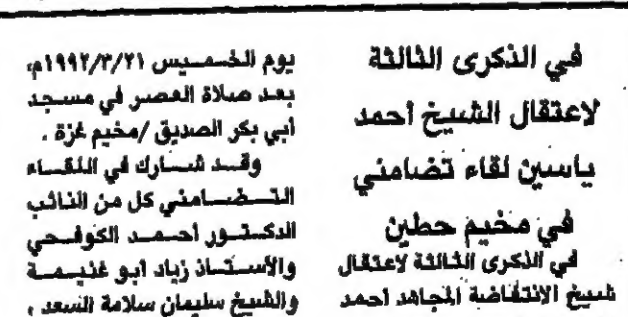 في الذكرى الثالثة
لاعتقال الشيخ أحمد
ياسين لقاء تضامني
في مخيم حطين
في الذكرى الثالثة لاعتقال
شيخ الانتفاضة المجاهد احمد
يوم الخميس ١٩٩٢/٣/٢١م،
بعد صلاة العصر في مسجد
أبي بكر الصديق /مخيم غزة .
وقد شارك في اللقاء
التضامني كل من النائب
الدكتور احمد الكوفحي
والأستاذ زياد ابو غنيمة
والشيخ سليمان سلامة السعد ,